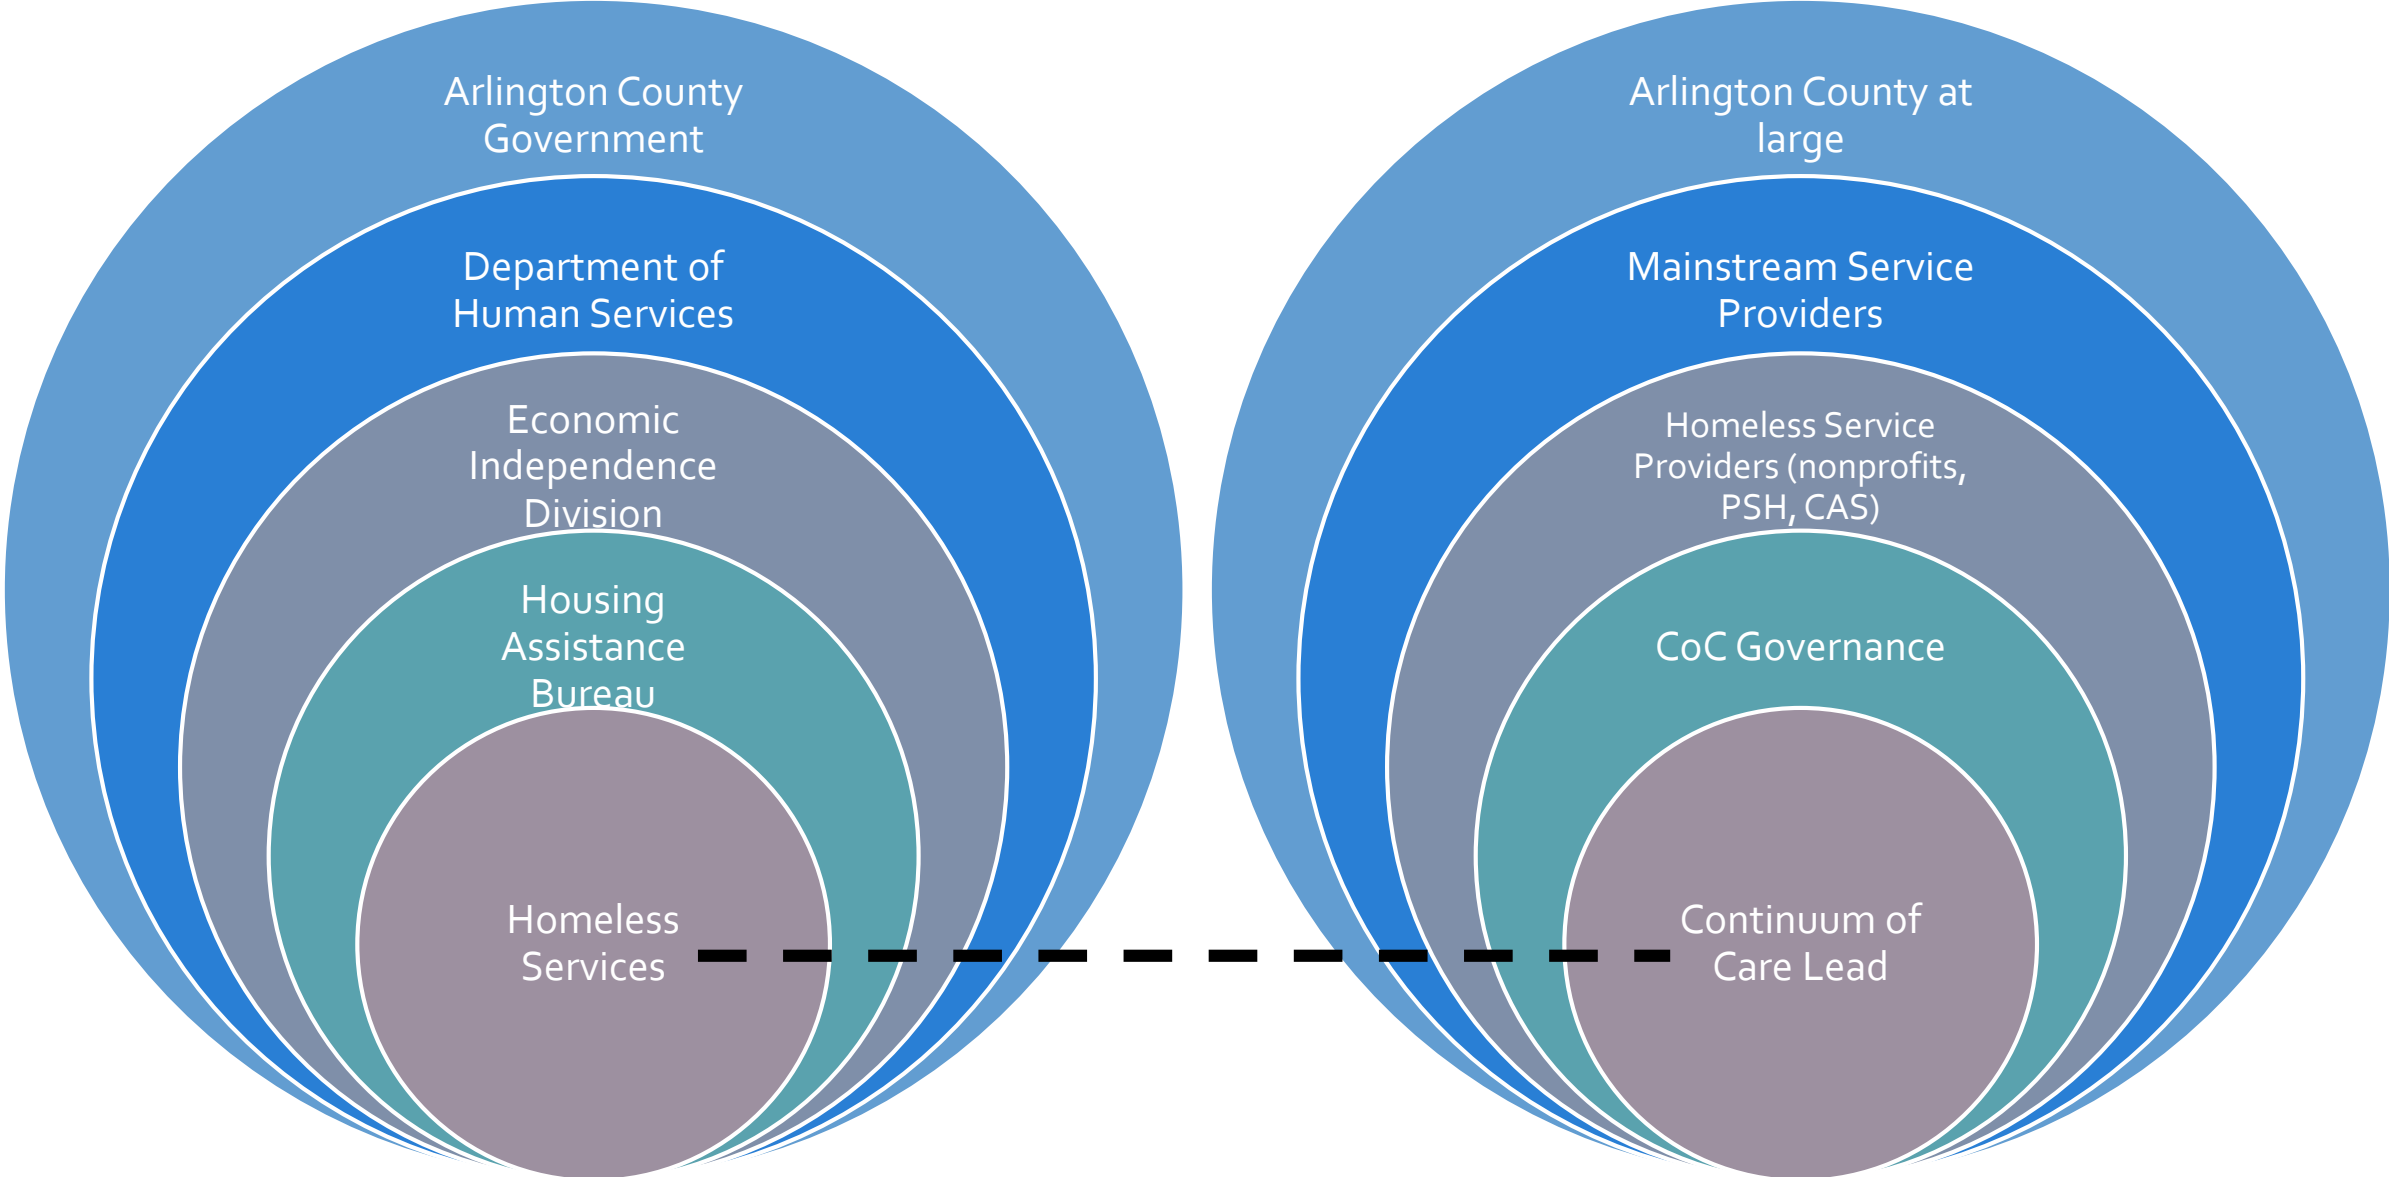 Arlington County
Government
Department of
Human Services
Economic
Independence
Division
Housing
Assistance
Bureau
Homeless
Services
Arlington County at
large
Mainstream Service
Providers
Homeless Service
Providers (nonprofits,
PSH, CAS)
CoC Governance
Continuum of
Care Lead